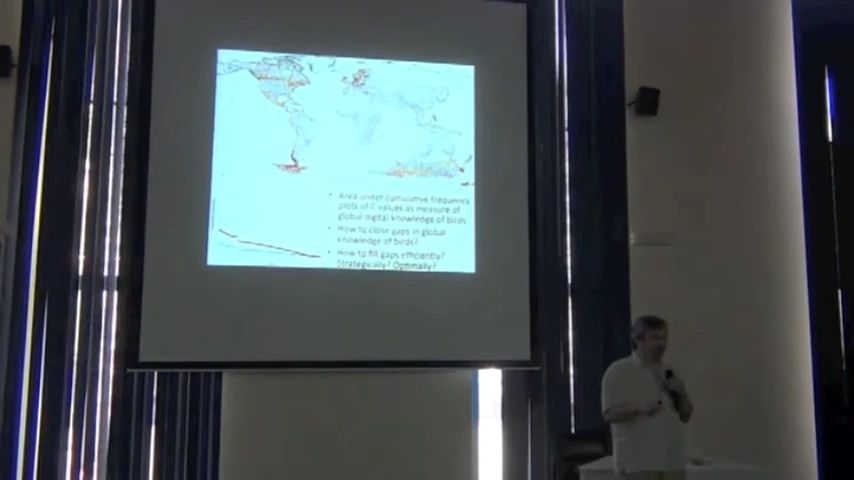 • Area under cumulative frequency
plots of C values as measure of
global digital knowledge of birds
• How to close gaps in global
knowledge of birds?
• How to fill gaps efficiently?
Strategically? Optimally?